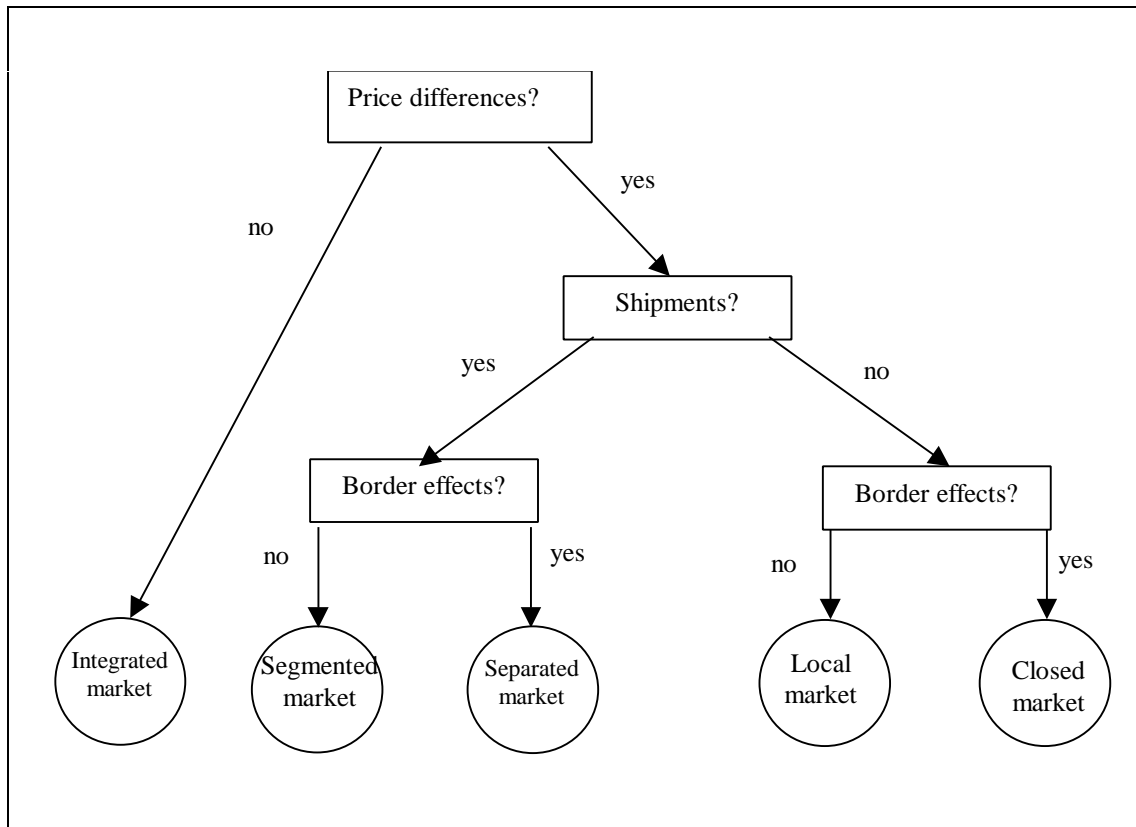 Price differences?
yes
no
Shipments?
yes
no
Border effects?
Border effects?
no
yes
no
yes
Integrated
market
Segmented
market
Separated
market
Local
market
Closed
market